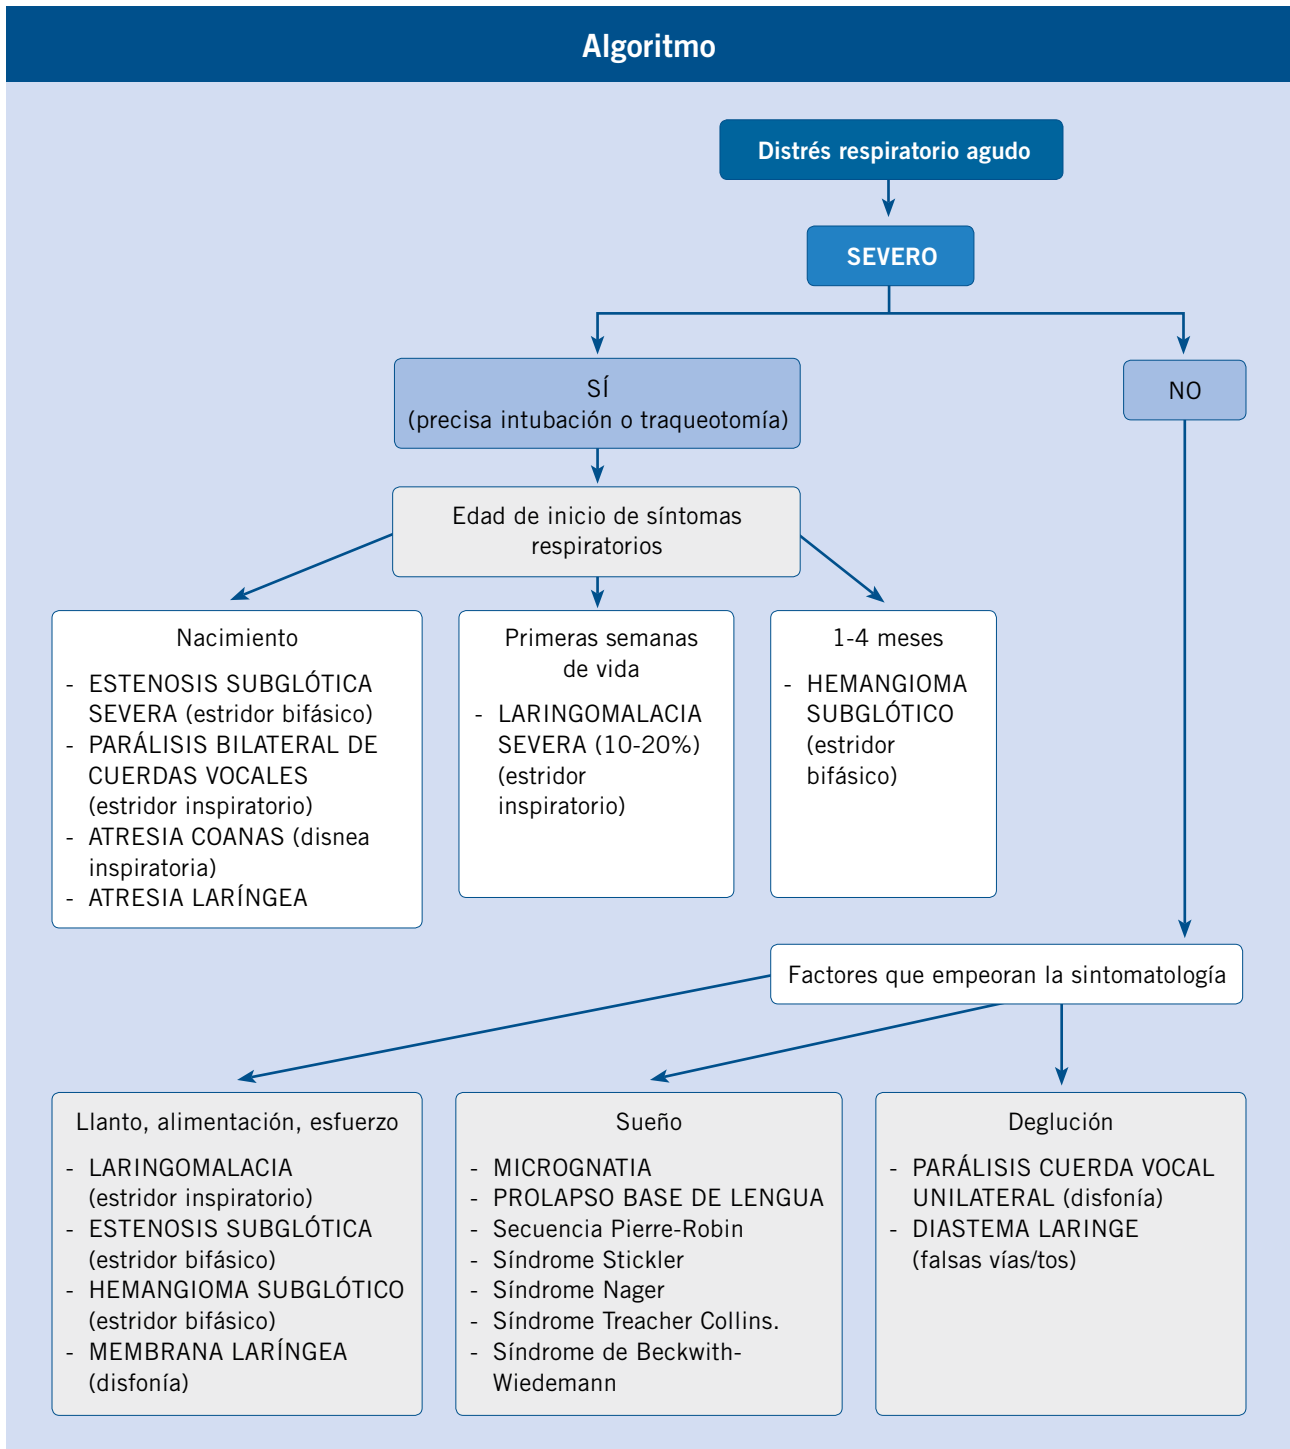 Algoritmo
Distrés respiratorio agudo
SEVERO
SÍ
(precisa intubación o traqueotomía)
NO
Edad de inicio de síntomas
respiratorios
Nacimiento
- ESTENOSIS SUBGLÓTICA
SEVERA (estridor bifásico)
- PARÁLISIS BILATERAL DE
CUERDAS VOCALES
(estridor inspiratorio)
- ATRESIA COANAS (disnea
inspiratoria)
- ATRESIA LARÍNGEA
Primeras semanas
de vida
- LARINGOMALACIA
SEVERA (10-20%)
(estridor
inspiratorio)
1-4 meses
- HEMANGIOMA
SUBGLÓTICO
(estridor
bifásico)
Factores que empeoran la sintomatología
Llanto, alimentación, esfuerzo
- LARINGOMALACIA
(estridor inspiratorio)
- ESTENOSIS SUBGLÓTICA
(estridor bifásico)
- HEMANGIOMA SUBGLÓTICO
(estridor bifásico)
- MEMBRANA LARÍNGEA
(disfonía)
Sueño
- MICROGNATIA
- PROLAPSO BASE DE LENGUA
- Secuencia Pierre-Robin
- Síndrome Stickler
- Síndrome Nager
- Síndrome Treacher Collins.
- Síndrome de Beckwith-
Wiedemann
Deglución
- PARÁLISIS CUERDA VOCAL
UNILATERAL (disfonía)
- DIASTEMA LARINGE
(falsas vías/tos)